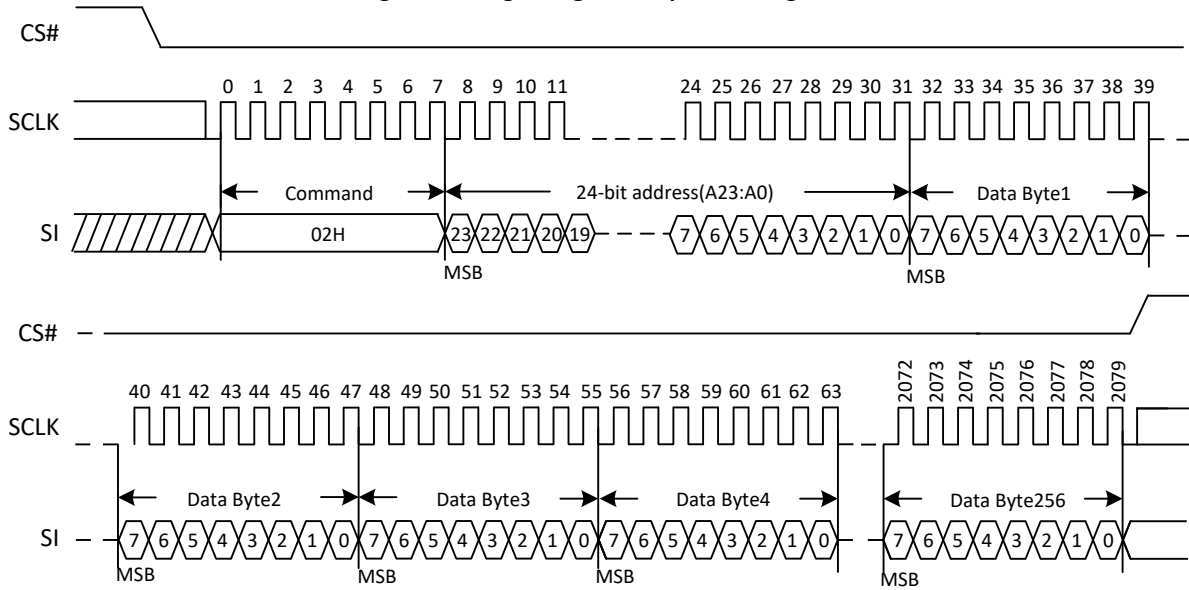 CS#
0 1 2 3 4 5 6 7 8 9 10 11 24 25 26 27 28 29 30 31 32 33 34 35 36 37 38 39
SCLK
Command 24-bit address(A23:A0) Data Byte1
SI 02H 23 22 21 20 19 7 6 5 4 3 2 1 0 7 6 5 4 3 2 1 0
MSB MSB
CS#
40 41 42 43 44 45 46 47 48 49 50 51 52 53 54 55 56 57 58 59 60 61 62 63 2072 2073 2074 2075 2076 2077 2078 2079
SCLK
Data Byte2 Data Byte3 Data Byte4 Data Byte256
SI 7 6 5 4 3 2 1 0 7 6 5 4 3 2 1 0 7 6 5 4 3 2 1 0 7 6 5 4 3 2 1 0
MSB MSB MSB MSB